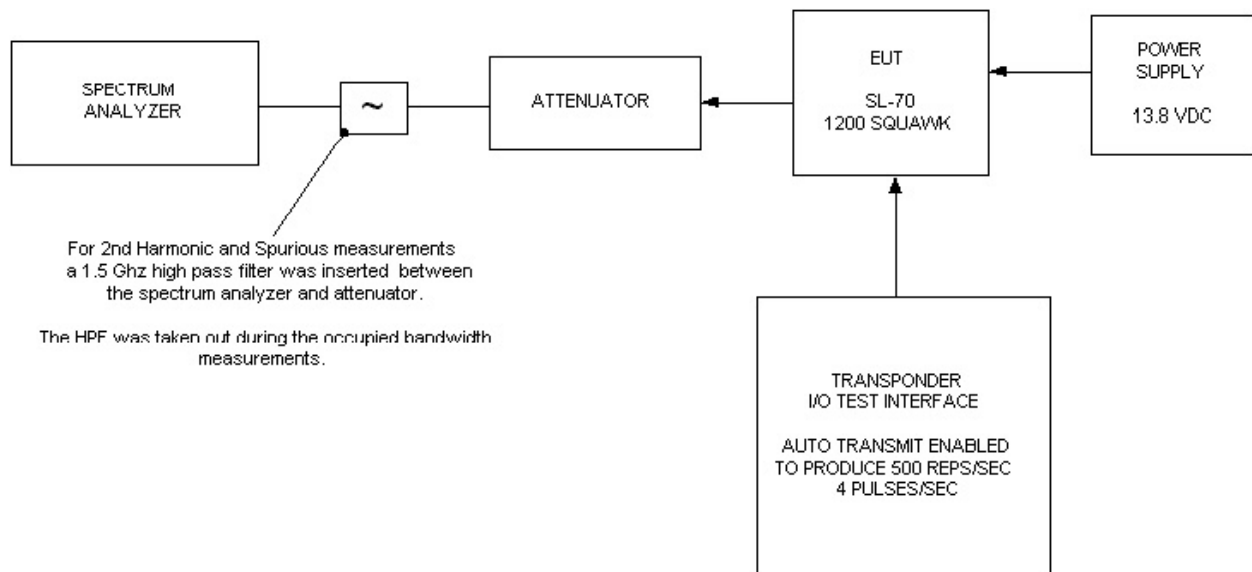 SPECTRUM
ANALYZER
~
ATTENUATOR
EUT
SL-70
1200 SQUAWK
POWER
SUPPLY
13.8 VDC
For 2nd Harmonic and Spurious measurements
a 1.5 Ghz high pass filter was inserted between
the spectrum analyzer and attenuator.
The HPF was taken out during the occupied bandwidth
measurements.
TRANSPONDER
I/O TEST INTERFACE
AUTO TRANSMIT ENABLED
TO PRODUCE 500 REPS/SEC
4 PULSES/SEC